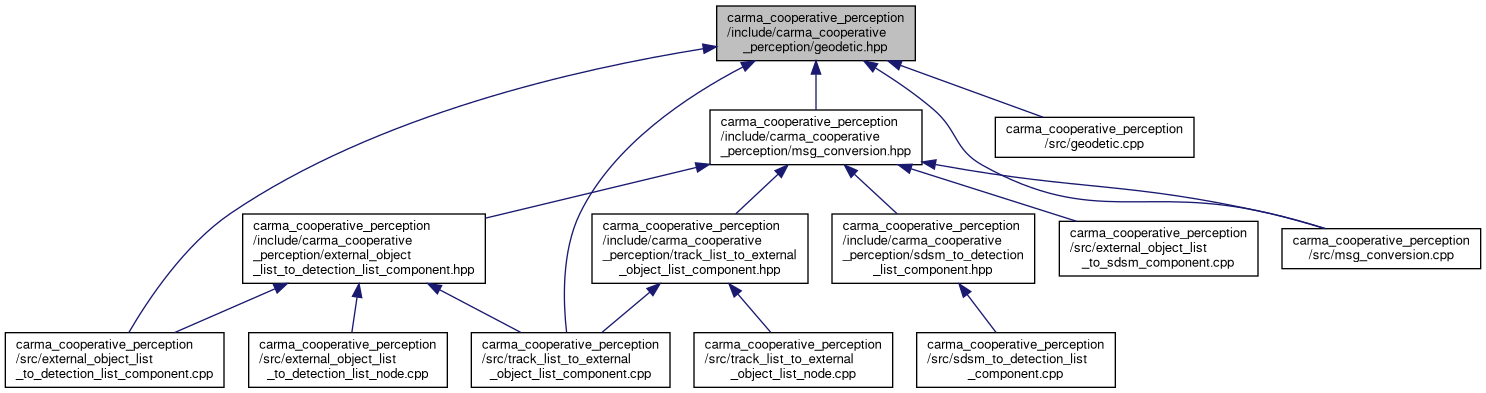 carma_cooperative_perception
/include/carma_cooperative
_perception/geodetic.hpp
carma_cooperative_perception
/include/carma_cooperative
_perception/msg_conversion.hpp
carma_cooperative_perception
/src/geodetic.cpp
carma_cooperative_perception
/include/carma_cooperative
_perception/external_object
_list_to_detection_list_component.hpp
carma_cooperative_perception
/include/carma_cooperative
_perception/track_list_to_external
_object_list_component.hpp
carma_cooperative_perception
/include/carma_cooperative
_perception/sdsm_to_detection
_list_component.hpp
carma_cooperative_perception
/src/external_object_list
_to_sdsm_component.cpp
carma_cooperative_perception
/src/msg_conversion.cpp
carma_cooperative_perception
/src/external_object_list
_to_detection_list_component.cpp
carma_cooperative_perception
/src/external_object_list
_to_detection_list_node.cpp
carma_cooperative_perception
/src/track_list_to_external
_object_list_component.cpp
carma_cooperative_perception
/src/track_list_to_external
_object_list_node.cpp
carma_cooperative_perception
/src/sdsm_to_detection_list
_component.cpp